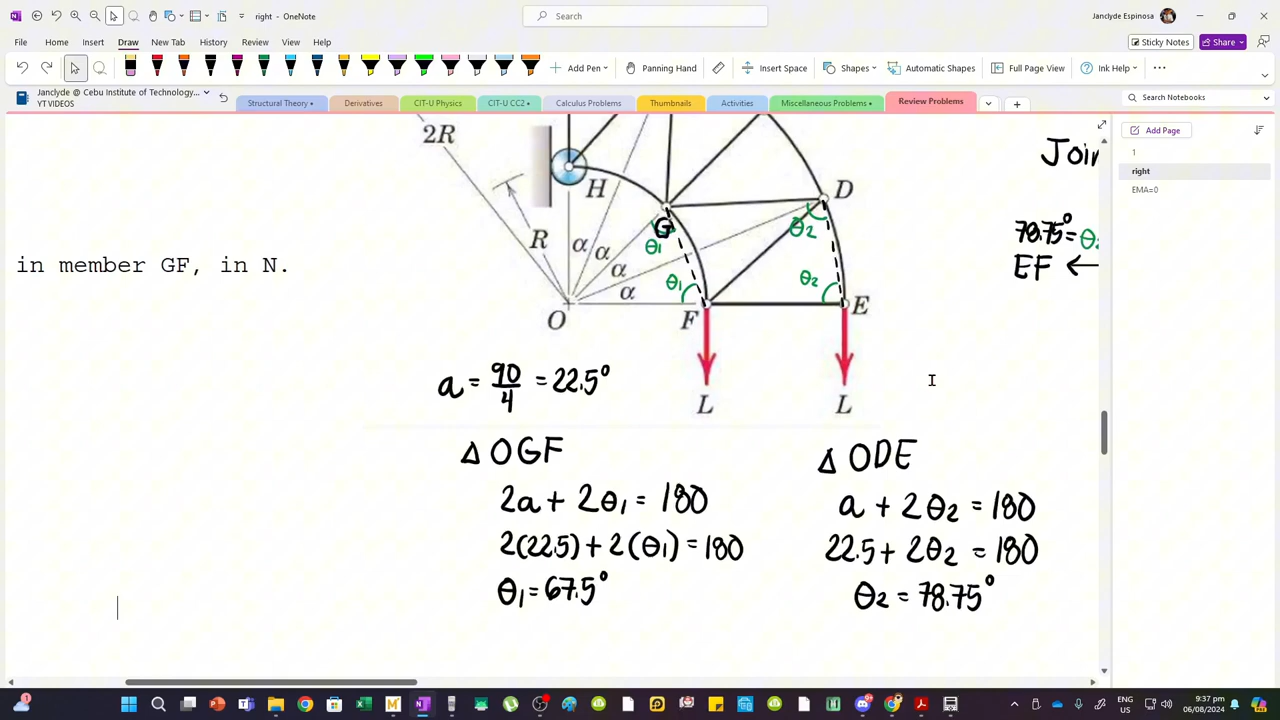 right - OneNote
Search
Janclyde Espinosa
File Home Insert Draw New Tab History Review View Help
Sticky Notes
Share
Add Pen
Panning Hand
Insert Space
Shapes
Automatic Shapes
Full Page View
Ink Help
Janclyde @ Cebu Institute of Technology...
YT VIDEOS
Structural Theory
Derivatives
CIT-U Physics
CIT-U CC2
Calculus Problems
Thumbnails
Activities
Miscellaneous Problems
Review Problems
Search Notebooks
Add Page
1
right
EMA=0
2R
H
D
Join
G
θ1
θ2
R
α
α
α
α
θ1
θ2
78.75°=θ2
EF ←
in member GF, in N.
O
F
E
L
L
a = 90/4 = 22.5°
Δ OGF
2a + 2θ1 = 180
2(22.5) + 2(θ1) = 180
θ1 = 67.5°
Δ ODE
a + 2θ2 = 180
22.5 + 2θ2 = 180
θ2 = 78.75°
1
ENG
US
9:37 pm
06/08/2024